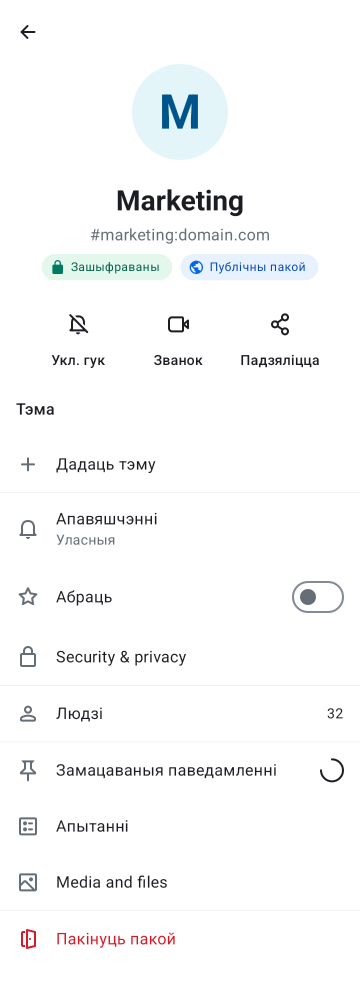 M
Marketing
#marketing:domain.com
Зашыфраваны Публічны пакой
Укл. гук Званок Падзяліцца
Тэма
Дадаць тэму
Апавяшчэнні
Уласныя
Абраць
Security & privacy
Людзі 32
Замацаваныя паведамленні
Апытанні
Media and files
Пакінуць пакой